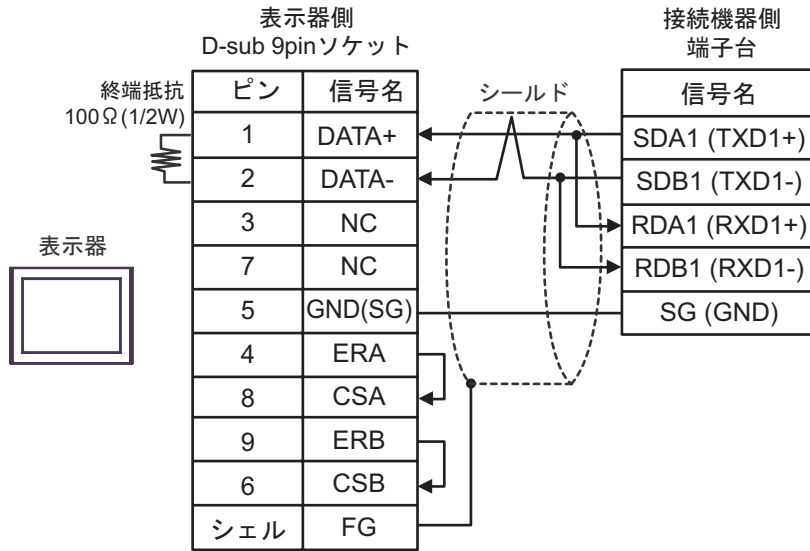 表示器側
D-sub 9pinソケット
接続機器側
端子台
終端抵抗
100Ω(1/2W)
ピン 信号名
シールド
信号名
1 DATA+
SDA1 (TXD1+)
2 DATA-
SDB1 (TXD1-)
3 NC
RDA1 (RXD1+)
表示器
7 NC
RDB1 (RXD1-)
5 GND(SG)
SG (GND)
4 ERA
8 CSA
9 ERB
6 CSB
シェル FG